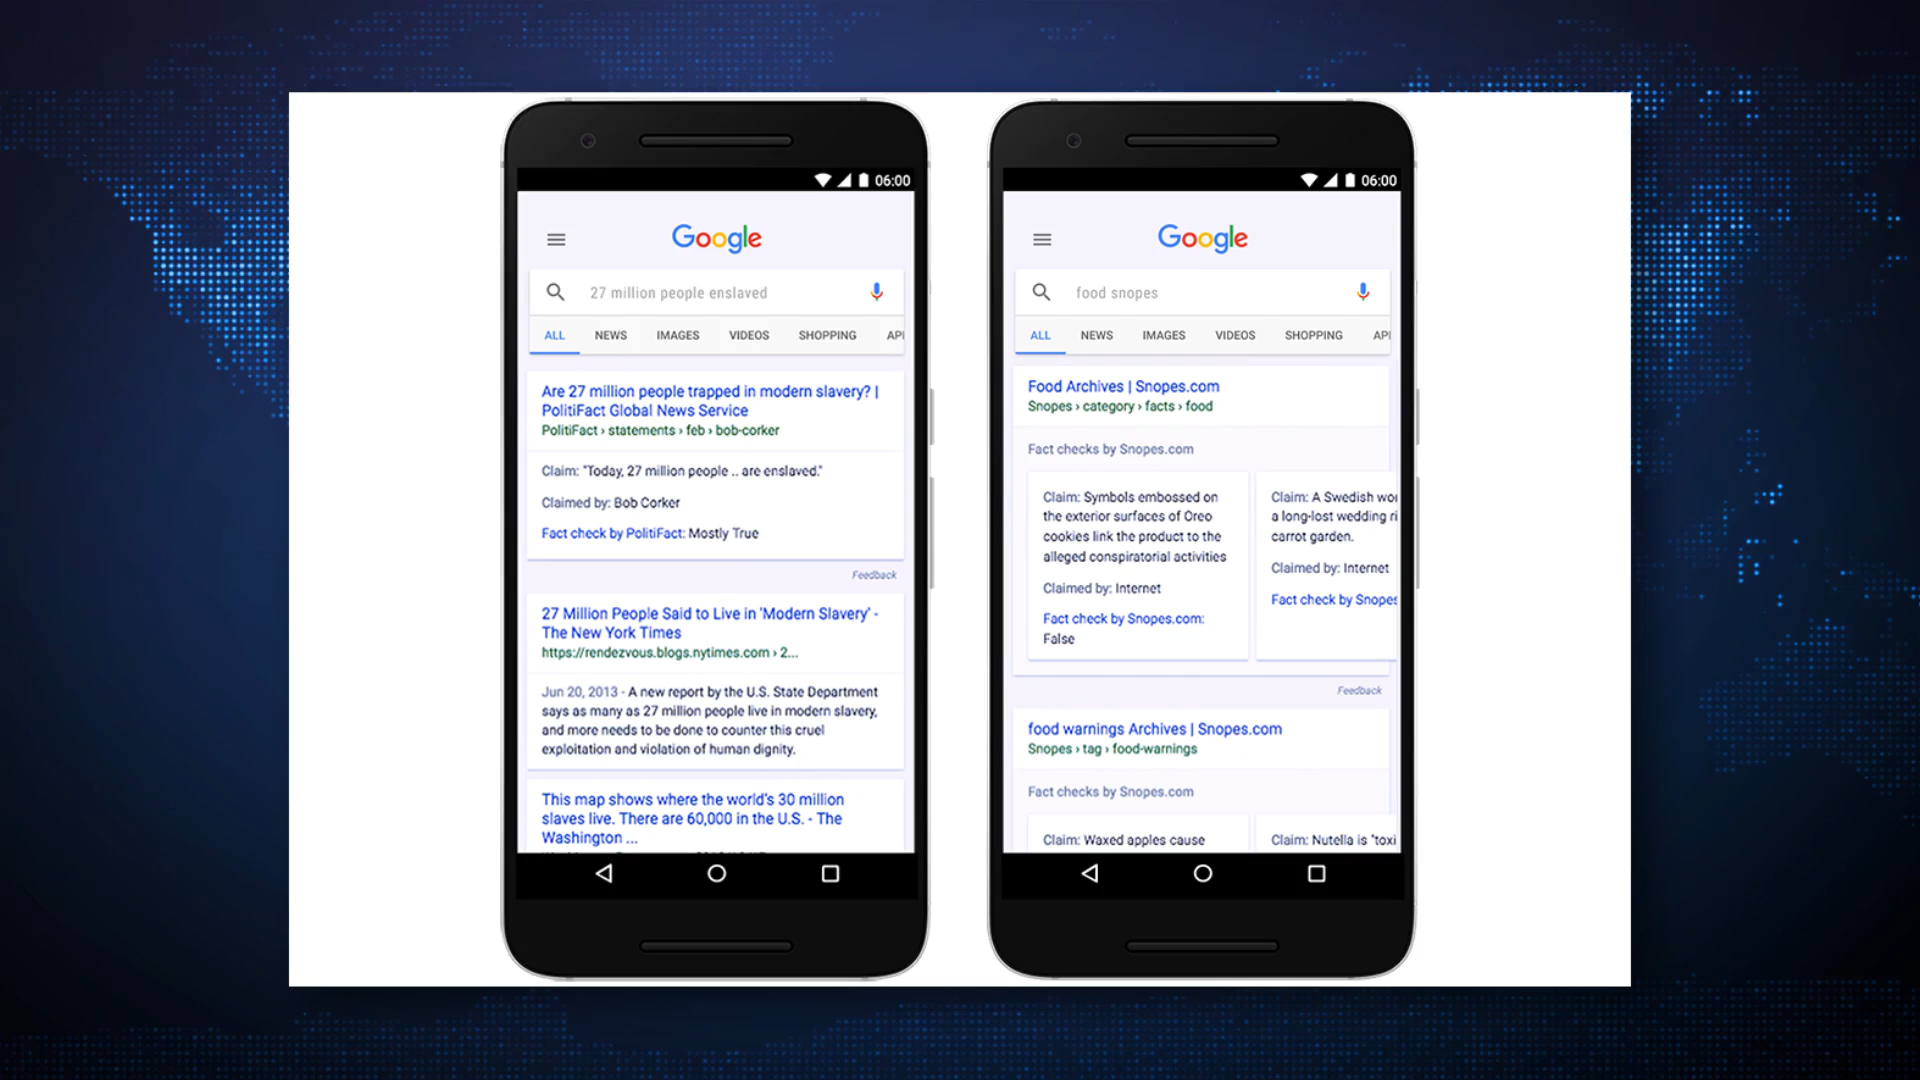 06:00
Google
27 million people enslaved
ALL NEWS IMAGES VIDEOS SHOPPING
Are 27 million people trapped in modern slavery? |
PolitiFact Global News Service
PolitiFact › statements › feb › bob-corker
Claim: "Today, 27 million people .. are enslaved."
Claimed by: Bob Corker
Fact check by PolitiFact: Mostly True
Feedback
27 Million People Said to Live in 'Modern Slavery' -
The New York Times
https://rendezvous.blogs.nytimes.com › 2...
Jun 20, 2013 - A new report by the U.S. State Department
says as many as 27 million people live in modern slavery,
and more needs to be done to counter this cruel
exploitation and violation of human dignity.
This map shows where the world's 30 million
slaves live. There are 60,000 in the U.S. - The
Washington ...
06:00
Google
food snopes
ALL NEWS IMAGES VIDEOS SHOPPING
Food Archives | Snopes.com
Snopes › category › facts › food
Fact checks by Snopes.com
Claim: Symbols embossed on
the exterior surfaces of Oreo
cookies link the product to the
alleged conspiratorial activities
Claimed by: Internet
Fact check by Snopes.com:
False
Claim: A Swedish
a long-lost wedding
carrot garden.
Claimed by: Internet
Fact check by Snopes
Feedback
food warnings Archives | Snopes.com
Snopes › tag › food-warnings
Fact checks by Snopes.com
Claim: Waxed apples cause
Claim: Nutella is